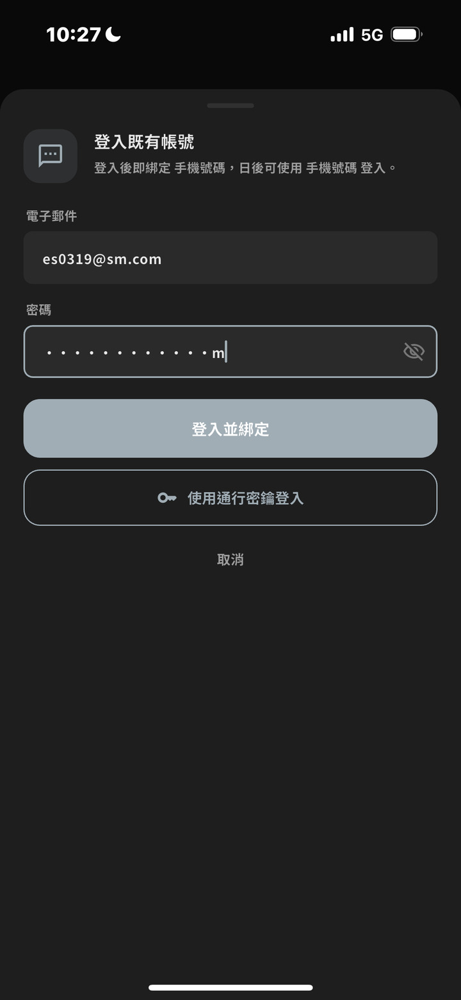 10:27
5G
登入既有帳號
登入後即綁定 手機號碼，日後可使用 手機號碼 登入。
電子郵件
es0319@sm.com
密碼
••••••••••••m
登入並綁定
使用通行密鑰登入
取消